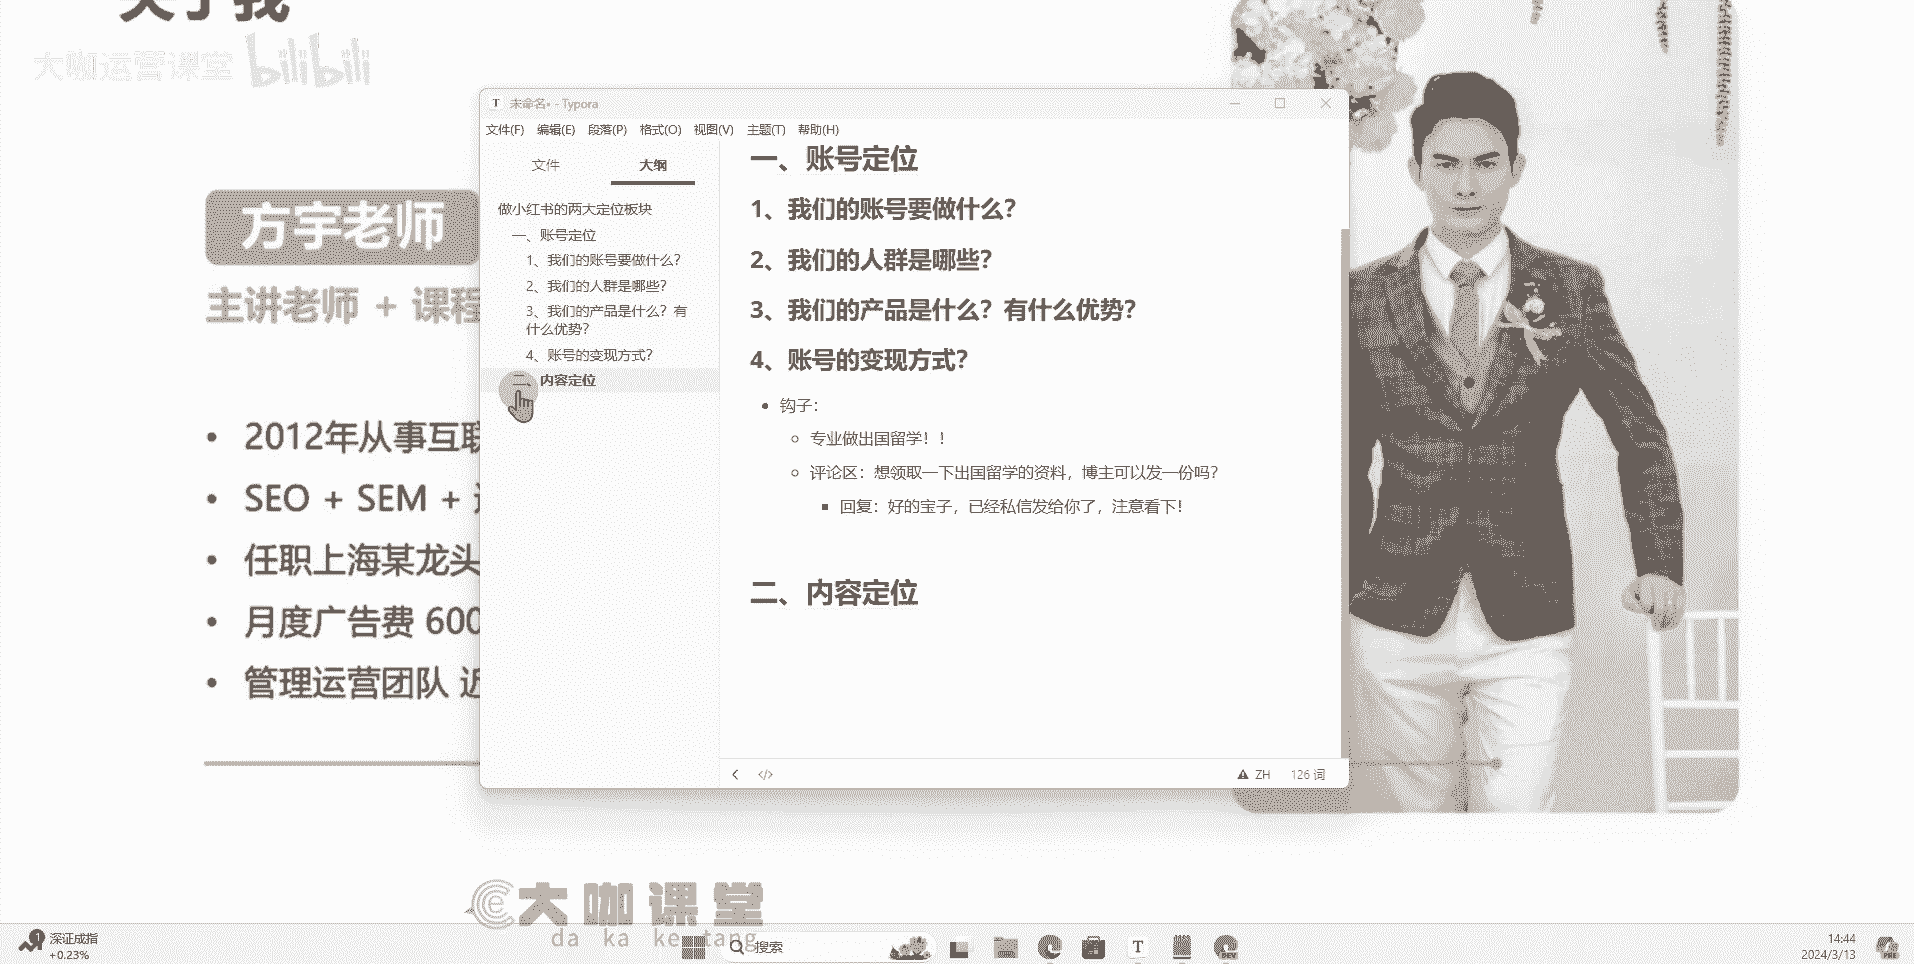 关于我
大咖运营课堂 bilibili
方宇老师
主讲老师 + 课程
2012年从事互联
SEO + SEM +
任职上海某龙头
月度广告费 600
管理运营团队 近
T 未命名• - Typora
文件(F) 编辑(E) 段落(P) 格式(O) 视图(V) 主题(T) 帮助(H)
文件 大纲
做小红书的两大定位板块
一、账号定位
1、我们的账号要做什么？
2、我们的人群是哪些？
3、我们的产品是什么？有
什么优势？
4、账号的变现方式？
二、内容定位
一、账号定位
1、我们的账号要做什么？
2、我们的人群是哪些？
3、我们的产品是什么？有什么优势？
4、账号的变现方式？
钩子：
专业做出国留学！！
评论区：想领取一下出国留学的资料，博主可以发一份吗？
回复：好的宝子，已经私信发给你了，注意看下！
二、内容定位
ZH 126 词
大咖课堂
da ka ke tang
1
深证成指
+0.23%
搜索
T
DEV
14:44
2024/3/13
PRE